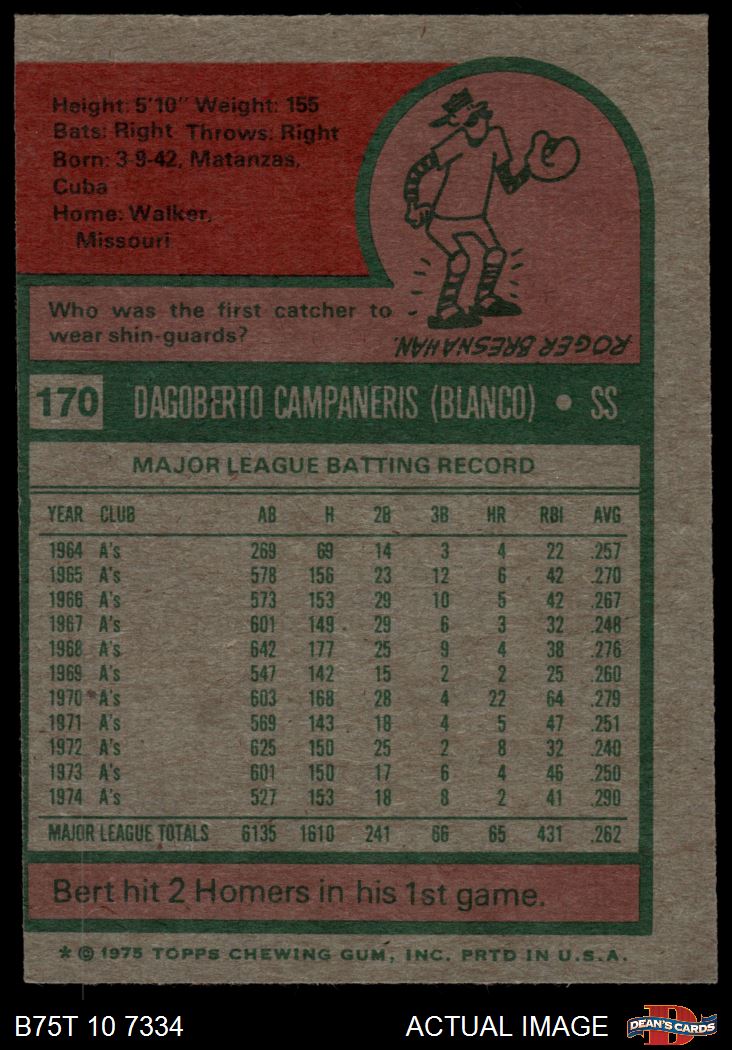 Height: 5'10" Weight: 155
Bats: Right Throws: Right
Born: 3-9-42, Matanzas,
Cuba
Home: Walker,
Missouri
Who was the first catcher to
wear shin-guards?
ROGER BRESNAHAN.
170 DAGOBERTO CAMPANERIS (BLANCO) • SS
MAJOR LEAGUE BATTING RECORD
YEAR CLUB AB H 2B 3B HR RBI AVG
1964 A's 269 69 14 3 4 22 .257
1965 A's 578 156 23 12 6 42 .270
1966 A's 573 153 29 10 5 42 .267
1967 A's 601 149 29 6 3 32 .248
1968 A's 642 177 25 9 4 38 .276
1969 A's 547 142 15 2 2 25 .260
1970 A's 603 168 28 4 22 64 .279
1971 A's 569 143 18 4 5 47 .251
1972 A's 625 150 25 2 8 32 .240
1973 A's 601 150 17 6 4 46 .250
1974 A's 527 153 18 8 2 41 .290
MAJOR LEAGUE TOTALS 6135 1610 241 66 65 431 .262
Bert hit 2 Homers in his 1st game.
* © 1975 TOPPS CHEWING GUM, INC. PRTD IN U.S.A.
B75T 10 7334 ACTUAL IMAGE D DEAN'S CARDS